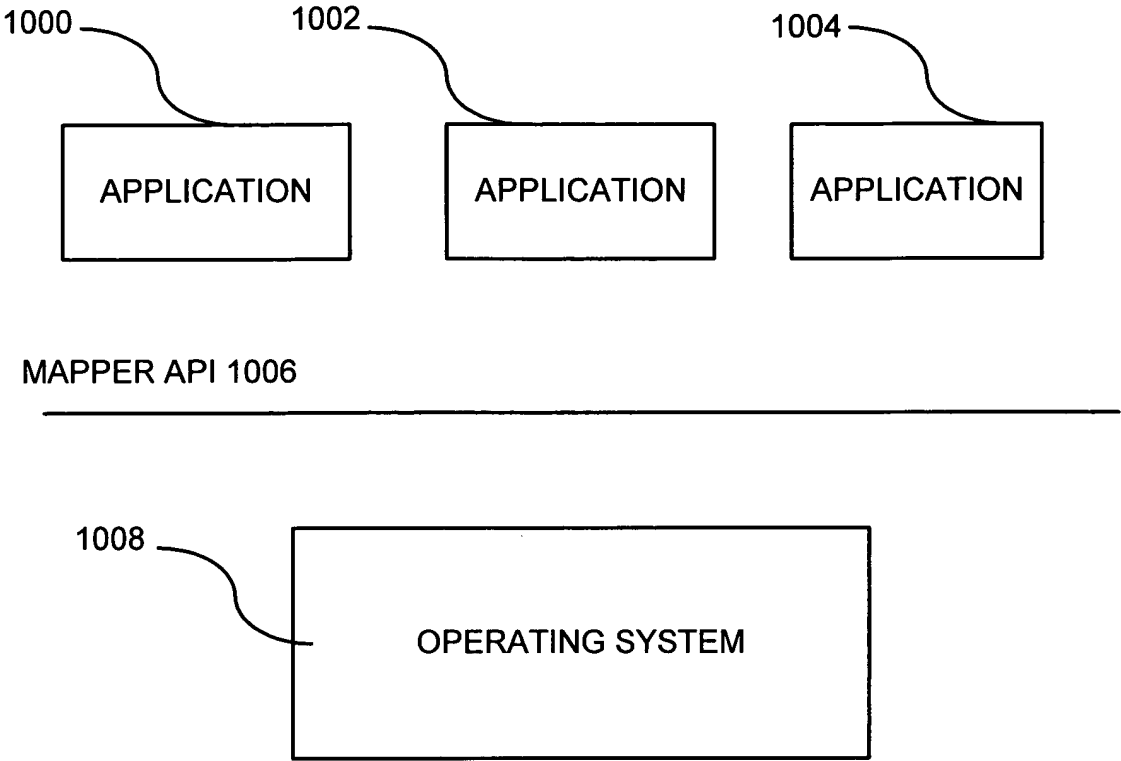 1000
1002
1004
APPLICATION
APPLICATION
APPLICATION
MAPPER API 1006
1008
OPERATING SYSTEM